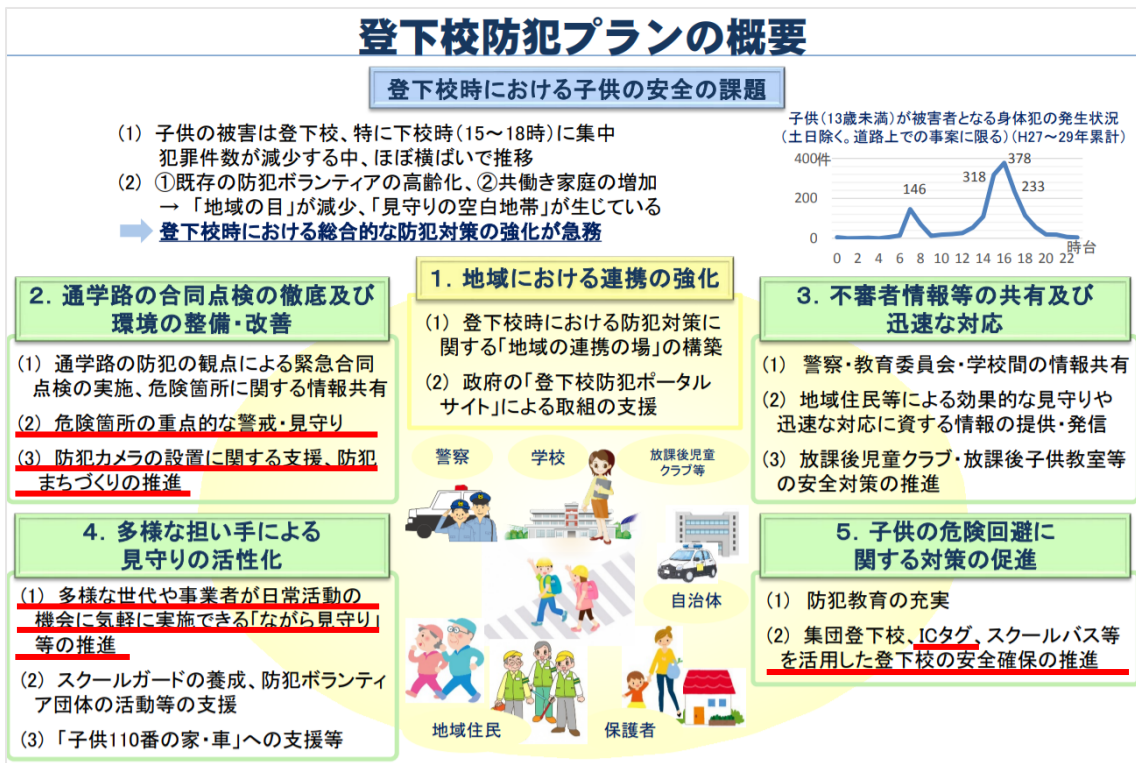 登下校防犯プランの概要
登下校時における子供の安全の課題
(1) 子供の被害は登下校、特に下校時(15～18時)に集中
犯罪件数が減少する中、ほぼ横ばいで推移
(2) ①既存の防犯ボランティアの高齢化、②共働き家庭の増加
→ 「地域の目」が減少、「見守りの空白地帯」が生じている
登下校時における総合的な防犯対策の強化が急務
子供(13歳未満)が被害者となる身体犯の発生状況
(土日除く。道路上での事案に限る)(H27～29年累計)
400件
200
0
146
318
378
233
0 2 4 6 8 10 12 14 16 18 20 22
時台
1. 地域における連携の強化
(1) 登下校時における防犯対策に
関する「地域の連携の場」の構築
(2) 政府の「登下校防犯ポータル
サイト」による取組の支援
2. 通学路の合同点検の徹底及び
環境の整備・改善
(1) 通学路の防犯の観点による緊急合同
点検の実施、危険箇所に関する情報共有
(2) 危険箇所の重点的な警戒・見守り
(3) 防犯カメラの設置に関する支援、防犯
まちづくりの推進
3. 不審者情報等の共有及び
迅速な対応
(1) 警察・教育委員会・学校間の情報共有
(2) 地域住民等による効果的な見守りや
迅速な対応に資する情報の提供・発信
(3) 放課後児童クラブ・放課後子供教室等
の安全対策の推進
4. 多様な担い手による
見守りの活性化
(1) 多様な世代や事業者が日常活動の
機会に気軽に実施できる「ながら見守り」
等の推進
(2) スクールガードの養成、防犯ボランティ
ア団体の活動等の支援
(3) 「子供110番の家・車」への支援等
5. 子供の危険回避に
関する対策の促進
(1) 防犯教育の充実
(2) 集団登下校、ICタグ、スクールバス等
を活用した登下校の安全確保の推進
警察
学校
放課後児童
クラブ等
自治体
地域住民
保護者